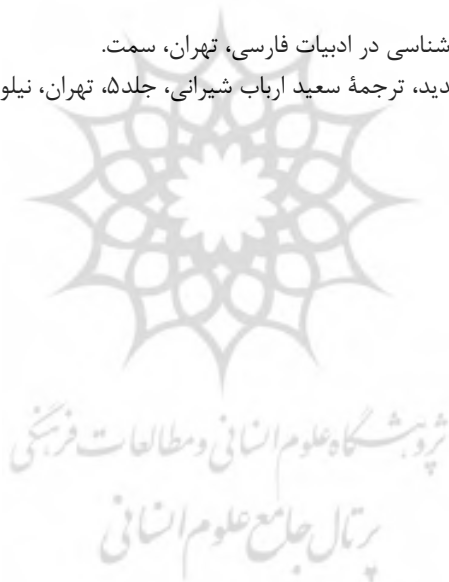 شناسی در ادبیات فارسی، تهران، سمت.
دید، ترجمۀ سعید ارباب شیرانی، جلد۵، تهران، نیلو
پژوهشگاه علوم انسانی و مطالعات فرهنگی
پرتال جامع علوم انسانی